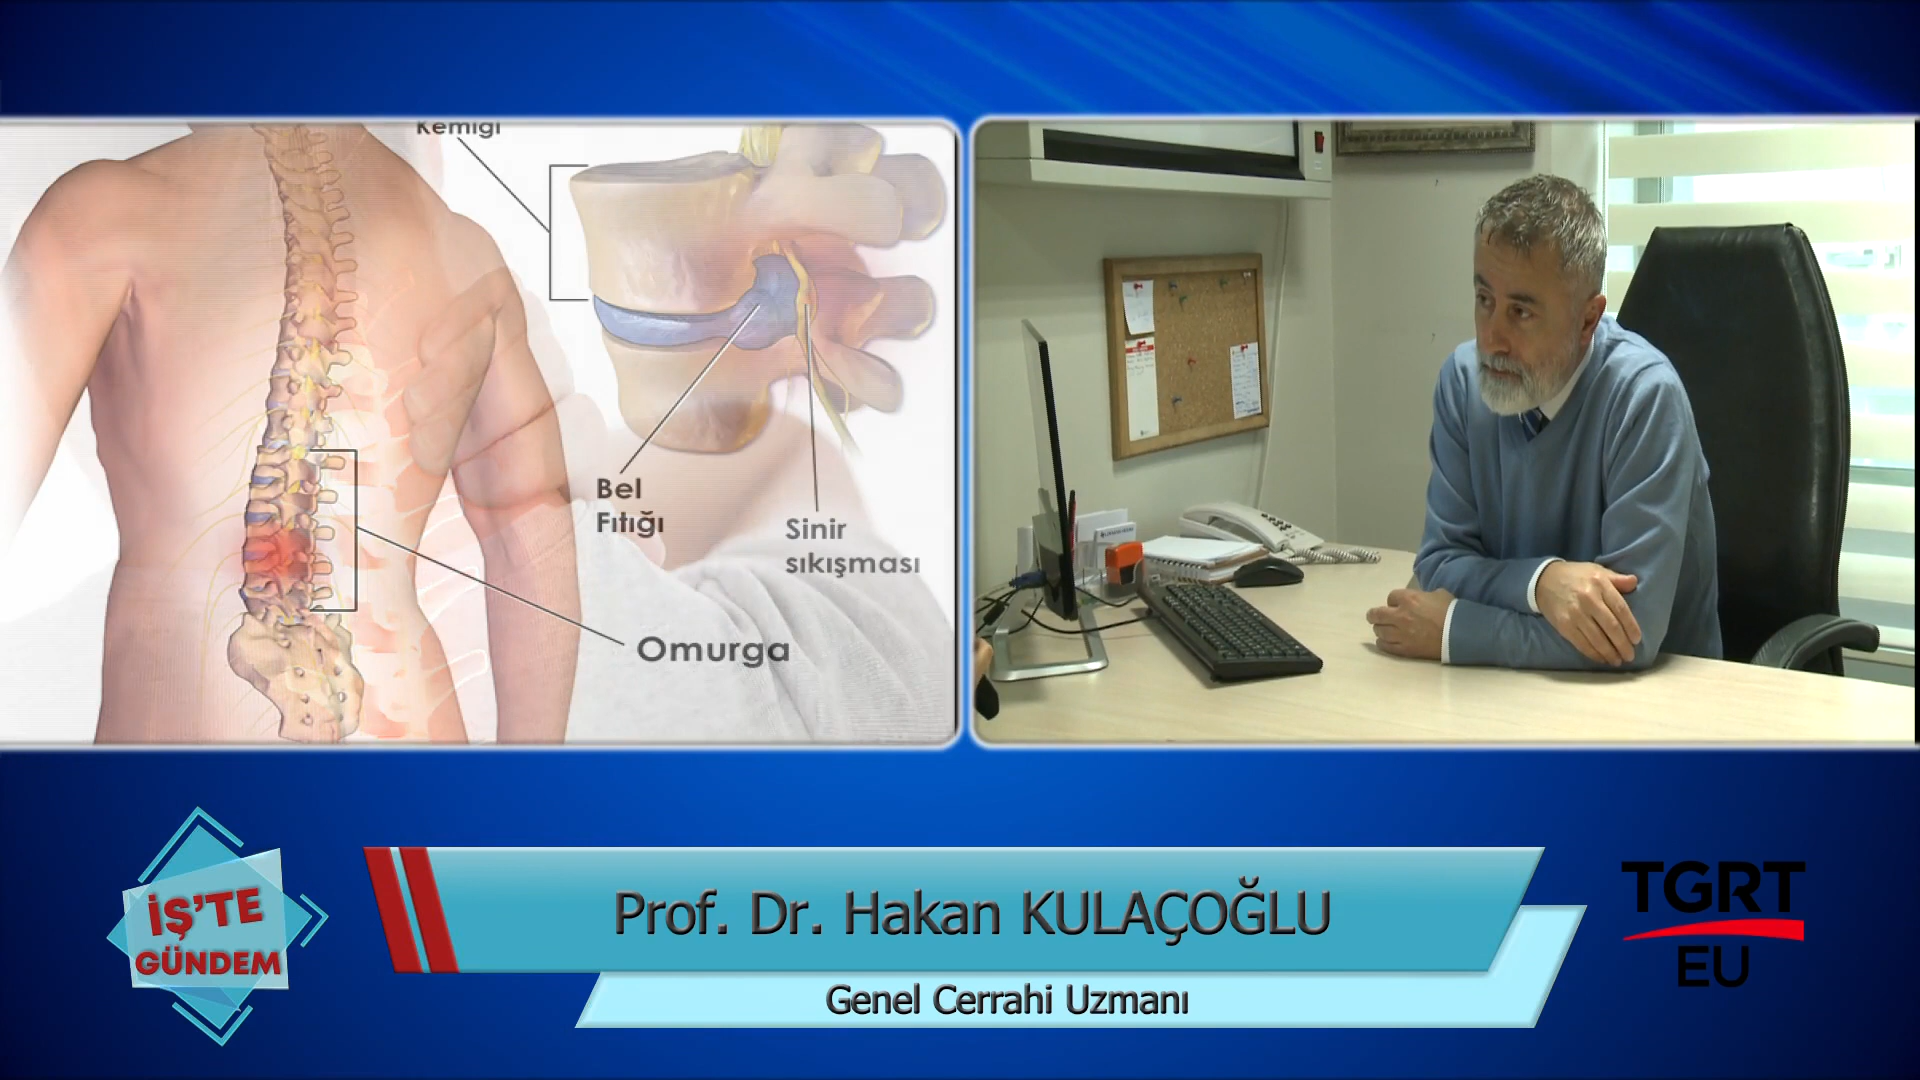 Kemiği
Bel
Fıtığı
Sinir
sıkışması
Omurga
İŞ'TE
GÜNDEM
Prof. Dr. Hakan KULAÇOĞLU
Genel Cerrahi Uzmanı
TGRT
EU